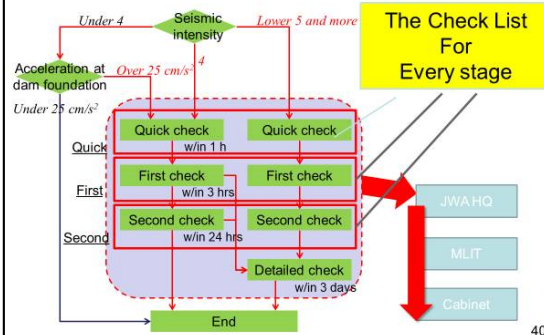 Under 4
Seismic
intensity
Lower 5 and more
4
The Check List
For
Every stage
Acceleration at
dam foundation
Over 25 cm/s²
Under 25 cm/s²
Quick check
Quick check
w/in 1 h
Quick
First check
First check
w/in 3 hrs
First
Second check
Second check
w/in 24 hrs
Second
Detailed check
w/in 3 days
End
JWA HQ
MLIT
Cabinet
40